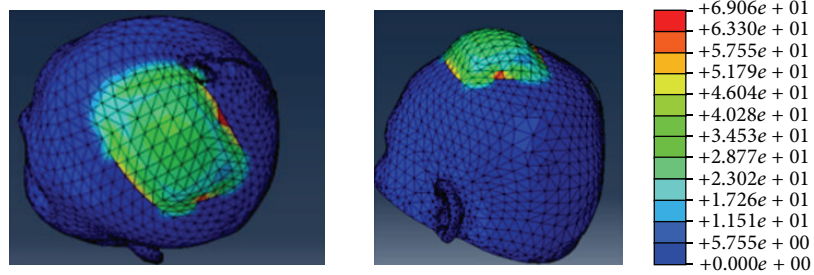 +6.906e + 01
+6.330e + 01
+5.755e + 01
+5.179e + 01
+4.604e + 01
+4.028e + 01
+3.453e + 01
+2.877e + 01
+2.302e + 01
+1.726e + 01
+1.151e + 01
+5.755e + 00
+0.000e + 00